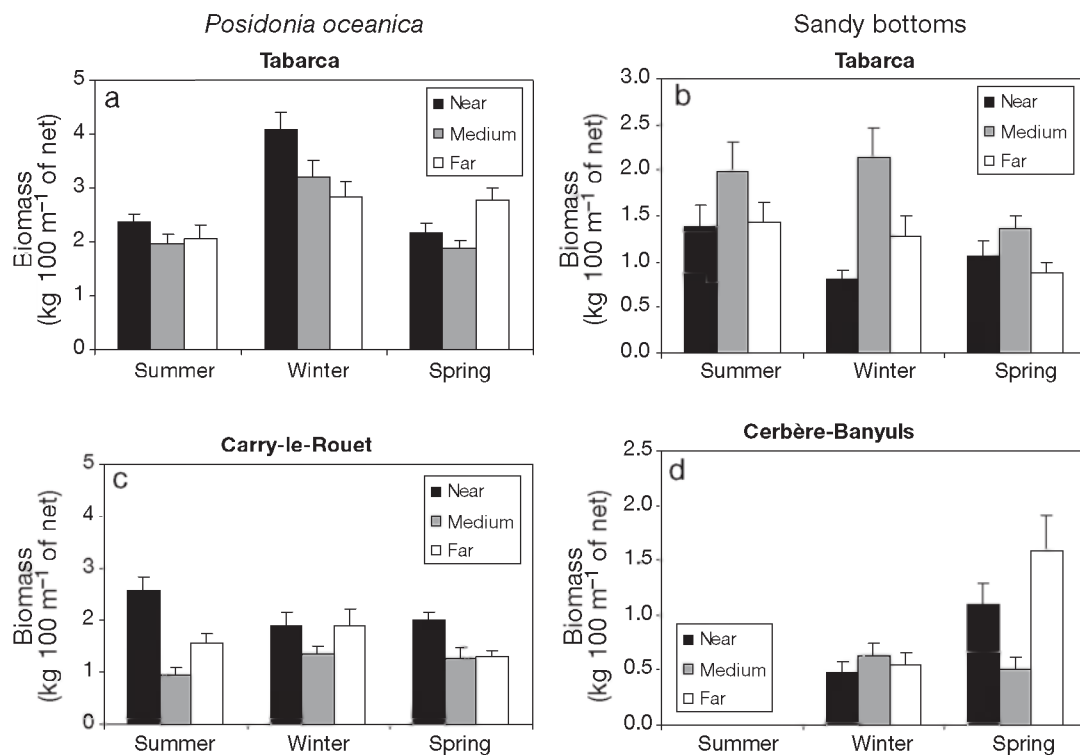 Posidonia oceanica
Sandy bottoms
Tabarca
a
Near
Medium
Far
Biomass
(kg 100 m⁻¹ of net)
5
4
3
2
1
0
Summer Winter Spring
Tabarca
b
Near
Medium
Far
Biomass
(kg 100 m⁻¹ of net)
3.0
2.5
2.0
1.5
1.0
0.5
0.0
Summer Winter Spring
Carry-le-Rouet
c
Near
Medium
Far
Biomass
(kg 100 m⁻¹ of net)
5
4
3
2
1
0
Summer Winter Spring
Cerbère-Banyuls
d
Near
Medium
Far
Biomass
(kg 100 m⁻¹ of net)
2.5
2.0
1.5
1.0
0.5
0.0
Summer Winter Spring